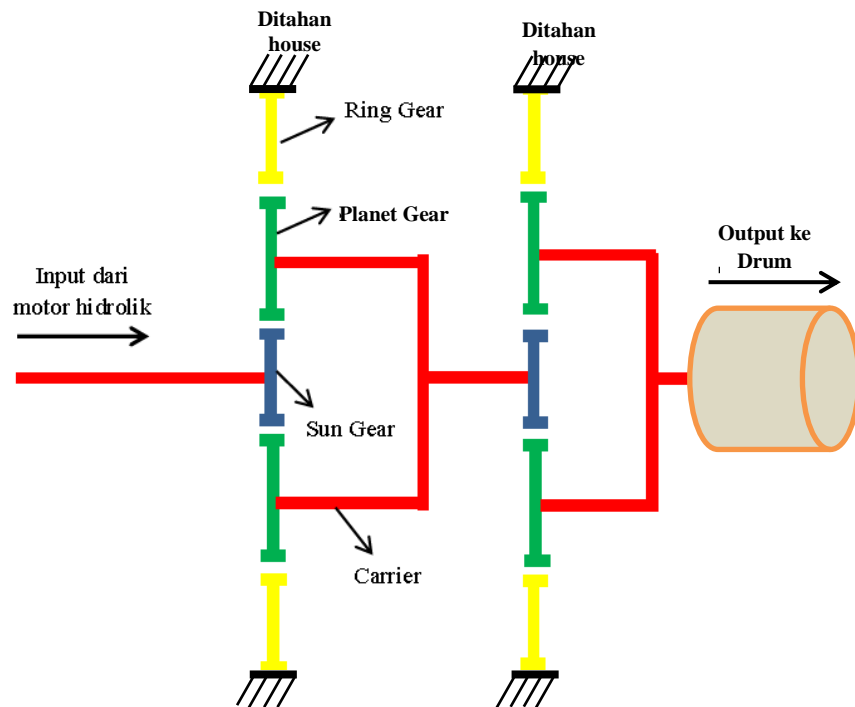 Ditahan
house
Ditahan
house
Ring Gear
Planet Gear
Output ke
Drum
Input dari
motor hidrolik
Sun Gear
Carrier